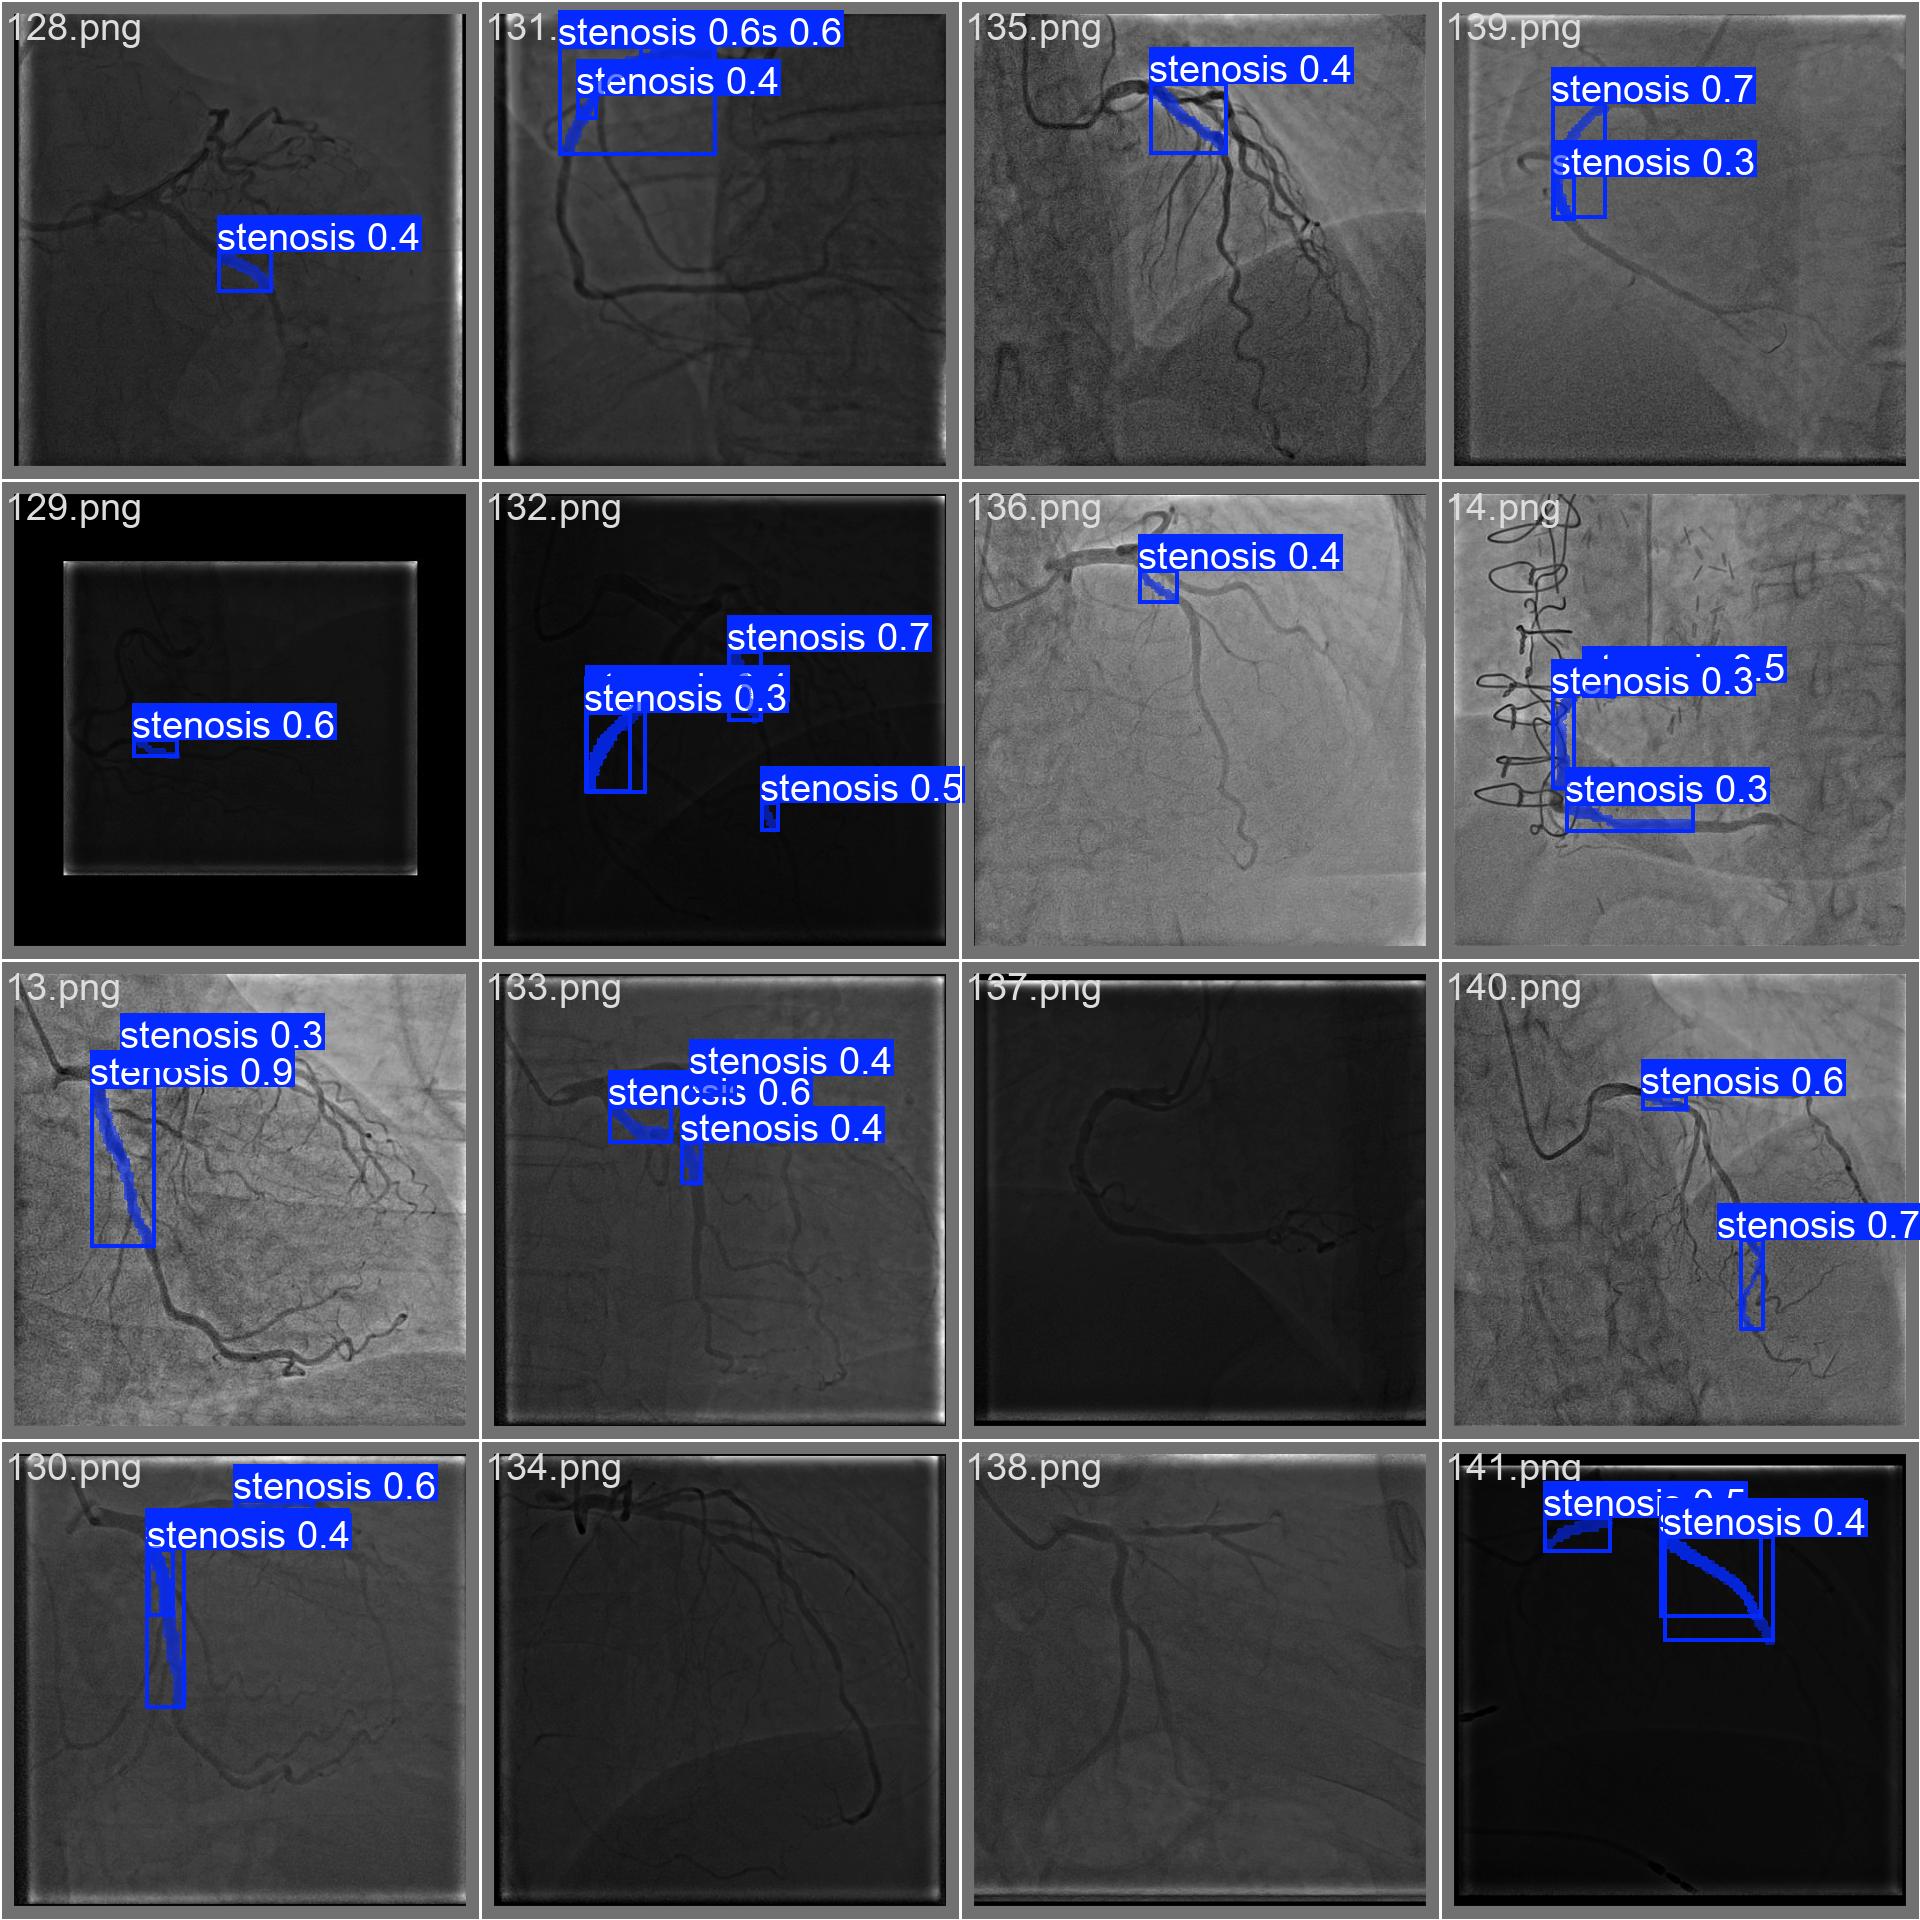 128.png
stenosis 0.4
131.
stenosis 0.6s 0.6
stenosis 0.4
135.png
stenosis 0.4
139.png
stenosis 0.7
stenosis 0.3
129.png
stenosis 0.6
132.png
stenosis 0.7
stenosis 0.3
stenosis 0.5
136.png
stenosis 0.4
14.png
.5
stenosis 0.3
stenosis 0.3
13.png
stenosis 0.3
stenosis 0.9
133.png
stenosis 0.4
stenosis 0.6
stenosis 0.4
137.png
140.png
stenosis 0.6
stenosis 0.7
130.png
stenosis 0.6
stenosis 0.4
134.png
138.png
141.png
stenosis 0.4